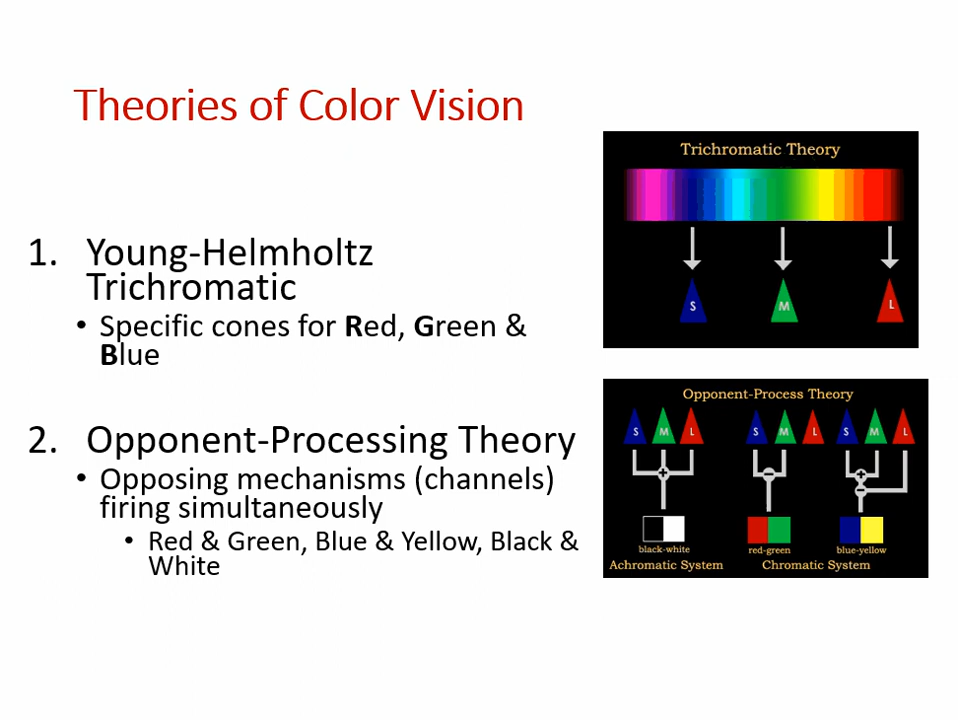 Theories of Color Vision
1. Young-Helmholtz
Trichromatic
• Specific cones for Red, Green &
Blue
2. Opponent-Processing Theory
• Opposing mechanisms (channels)
firing simultaneously
• Red & Green, Blue & Yellow, Black &
White
Trichromatic Theory
S M L
Opponent-Process Theory
S M L S M L S M L
+ − + −
black-white red-green blue-yellow
Achromatic System Chromatic System